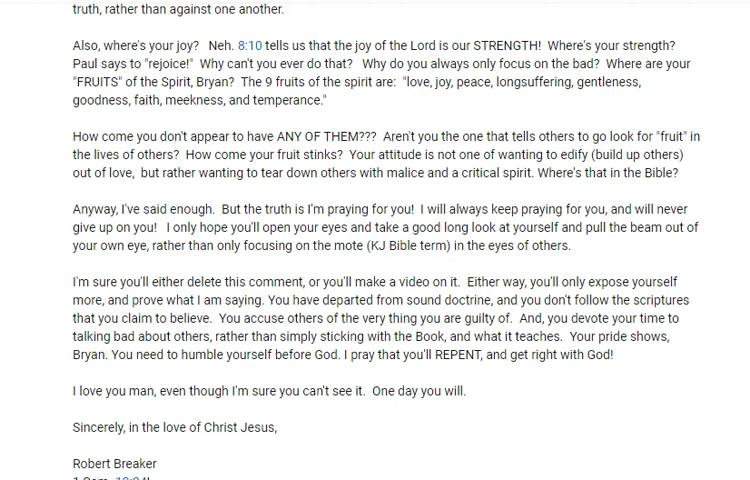 truth, rather than against one another.
Also, where's your joy? Neh. 8:10 tells us that the joy of the Lord is our STRENGTH! Where's your strength?
Paul says to "rejoice!" Why can't you ever do that? Why do you always only focus on the bad? Where are your
"FRUITS" of the Spirit, Bryan? The 9 fruits of the spirit are: "love, joy, peace, longsuffering, gentleness,
goodness, faith, meekness, and temperance."
How come you don't appear to have ANY OF THEM??? Aren't you the one that tells others to go look for "fruit" in
the lives of others? How come your fruit stinks? Your attitude is not one of wanting to edify (build up others)
out of love, but rather wanting to tear down others with malice and a critical spirit. Where's that in the Bible?
Anyway, I've said enough. But the truth is I'm praying for you! I will always keep praying for you, and will never
give up on you! I only hope you'll open your eyes and take a good long look at yourself and pull the beam out of
your own eye, rather than only focusing on the mote (KJ Bible term) in the eyes of others.
I'm sure you'll either delete this comment, or you'll make a video on it. Either way, you'll only expose yourself
more, and prove what I am saying. You have departed from sound doctrine, and you don't follow the scriptures
that you claim to believe. You accuse others of the very thing you are guilty of. And, you devote your time to
talking bad about others, rather than simply sticking with the Book, and what it teaches. Your pride shows,
Bryan. You need to humble yourself before God. I pray that you'll REPENT, and get right with God!
I love you man, even though I'm sure you can't see it. One day you will.
Sincerely, in the love of Christ Jesus,
Robert Breaker